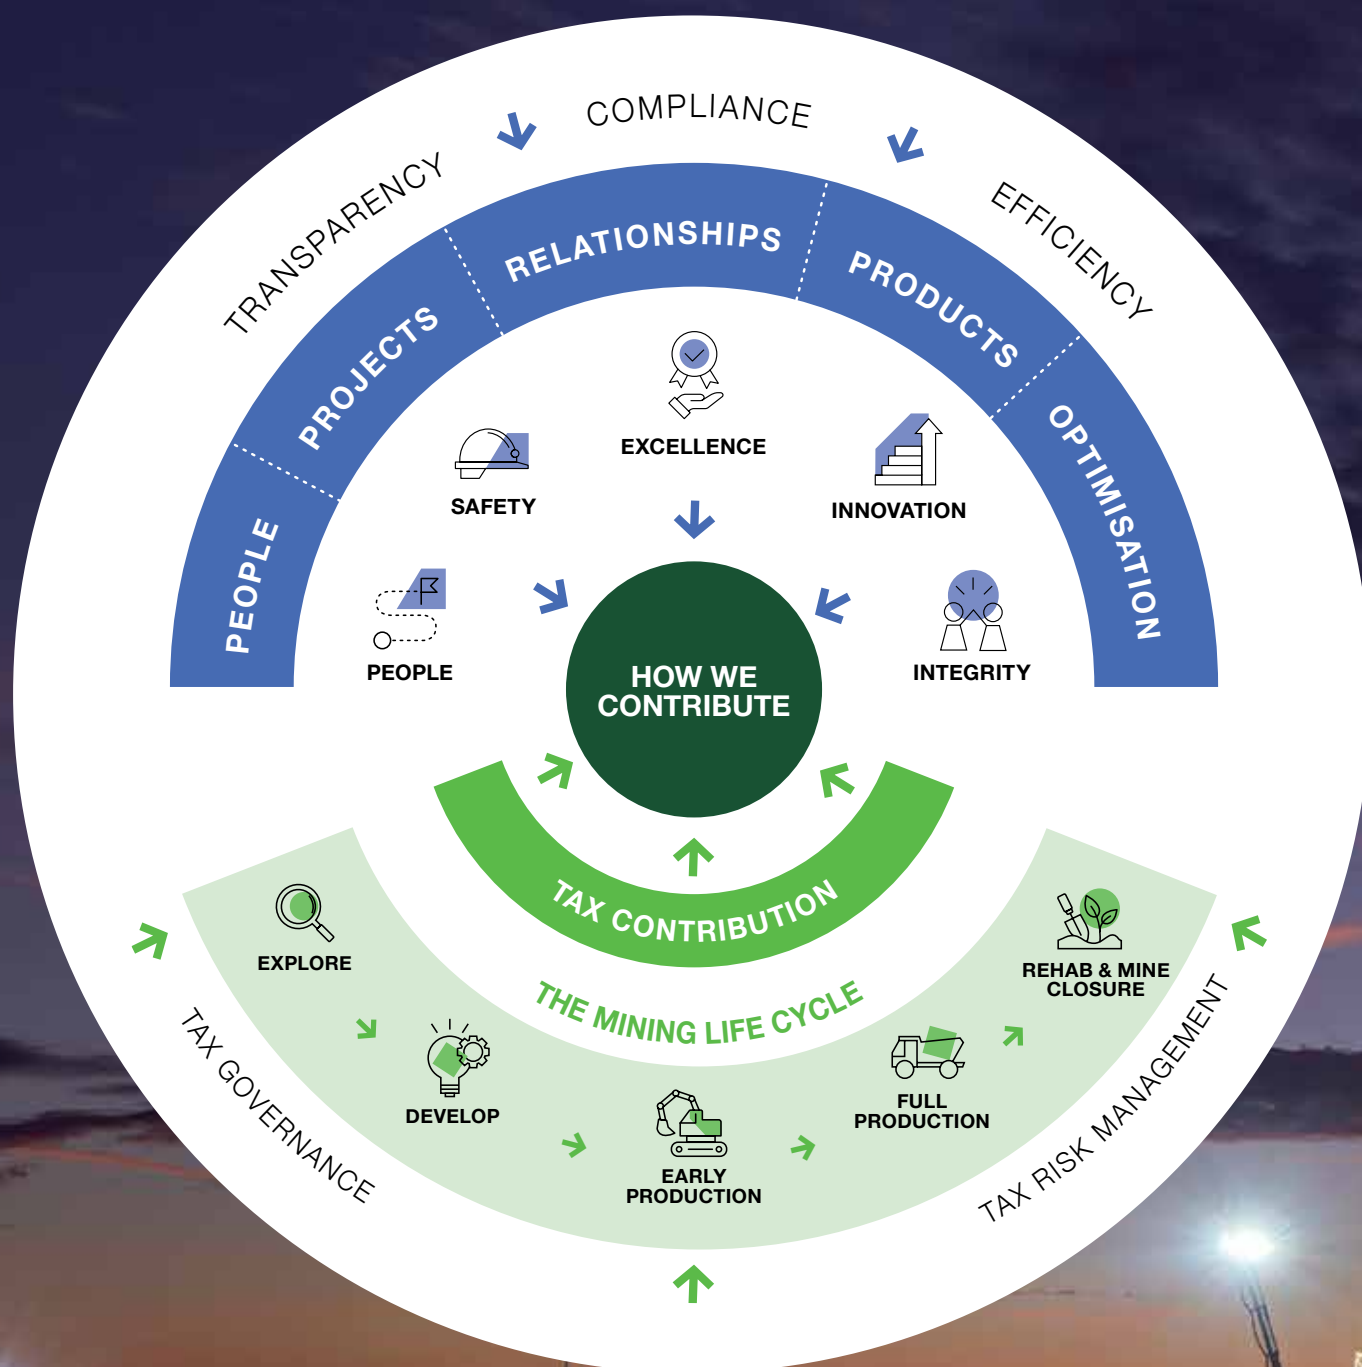 COMPLIANCE
TRANSPARENCY
EFFICIENCY
PEOPLE
PROJECTS
RELATIONSHIPS
PRODUCTS
OPTIMISATION
EXCELLENCE
SAFETY
INNOVATION
PEOPLE
INTEGRITY
HOW WE
CONTRIBUTE
TAX CONTRIBUTION
THE MINING LIFE CYCLE
EXPLORE
DEVELOP
EARLY
PRODUCTION
FULL
PRODUCTION
REHAB & MINE
CLOSURE
TAX GOVERNANCE
TAX RISK MANAGEMENT